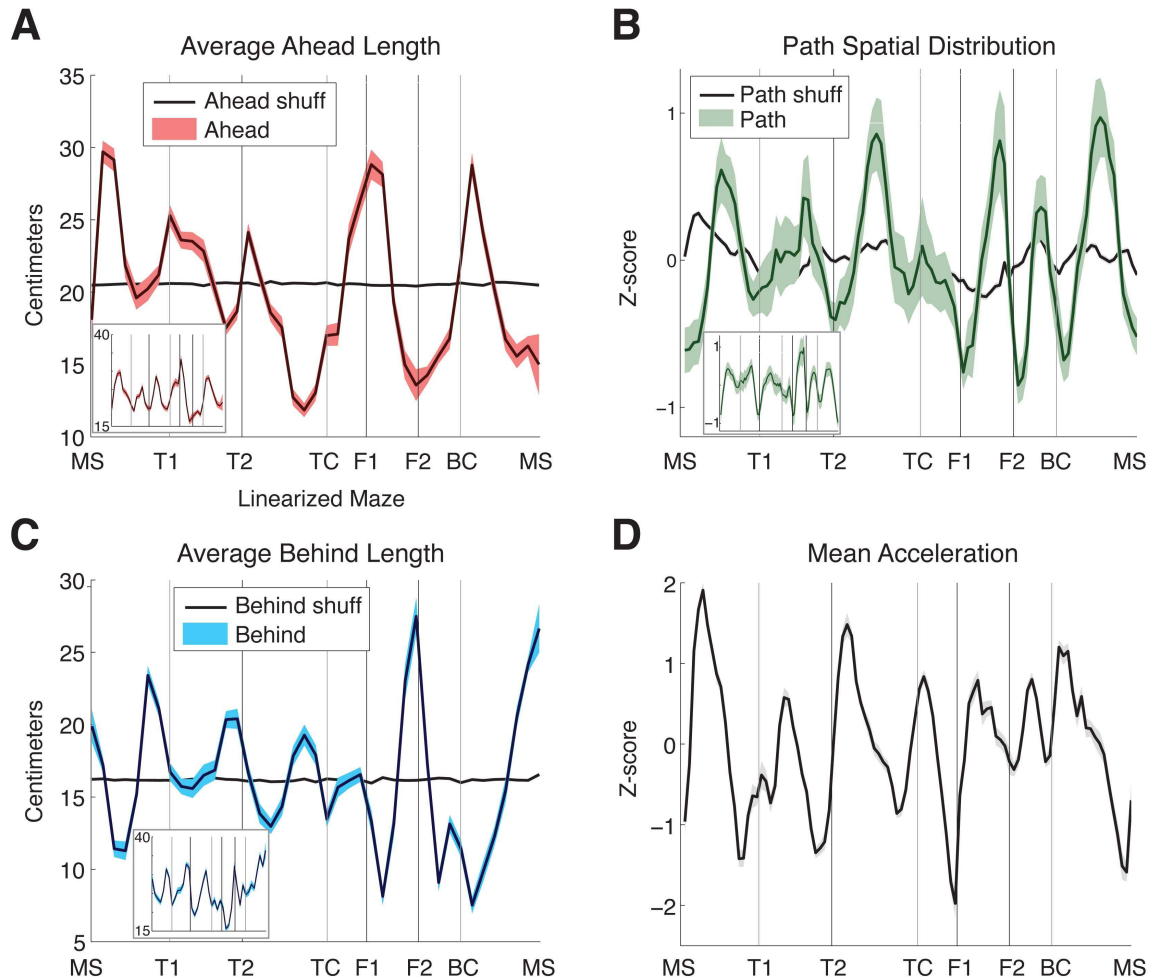 A
Average Ahead Length
Centimeters
35
30
25
20
15
10
Ahead shuff
Ahead
40
15
MS T1 T2 TC F1 F2 BC MS
Linearized Maze
B
Path Spatial Distribution
Z-score
1
0
−1
Path shuff
Path
1
−1
MS T1 T2 TC F1 F2 BC MS
C
Average Behind Length
Centimeters
30
25
20
15
10
5
Behind shuff
Behind
40
15
MS T1 T2 TC F1 F2 BC MS
D
Mean Acceleration
Z-score
2
1
0
−1
−2
MS T1 T2 TC F1 F2 BC MS